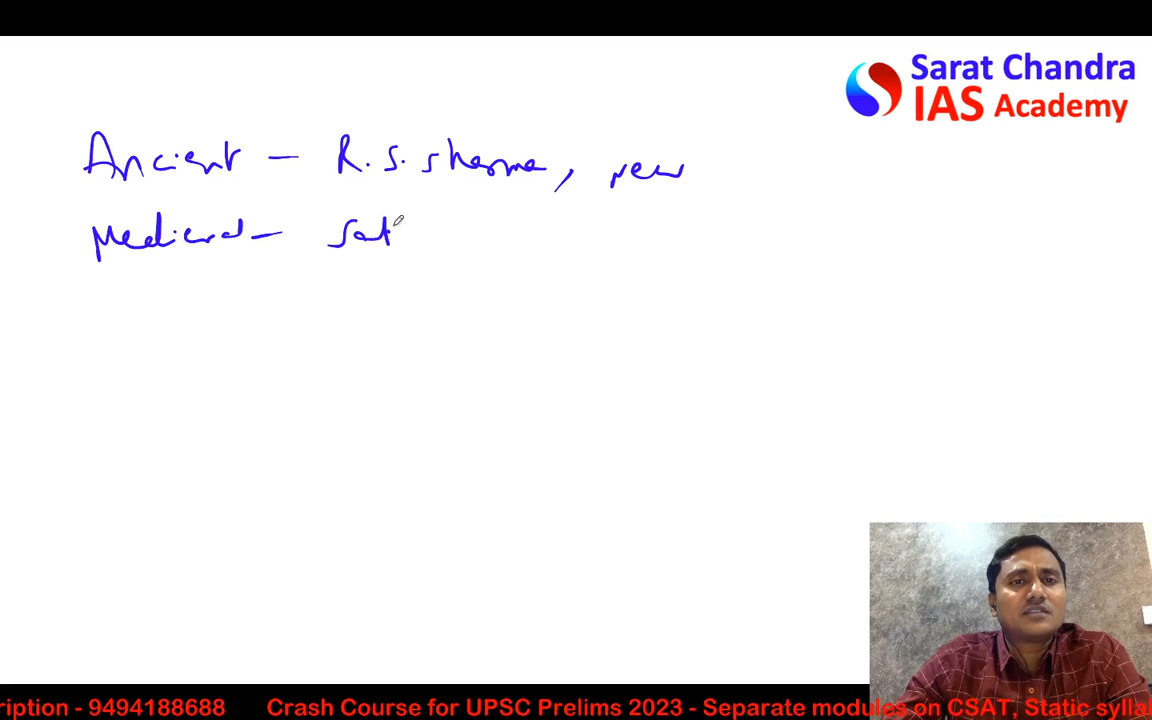 Sarat Chandra
IAS Academy
Ancient - R.S. Sharma, new
Medieval - Sat
ription - 9494188688 Crash Course for UPSC Prelims 2023 - Separate modules on CSAT, Static sylla